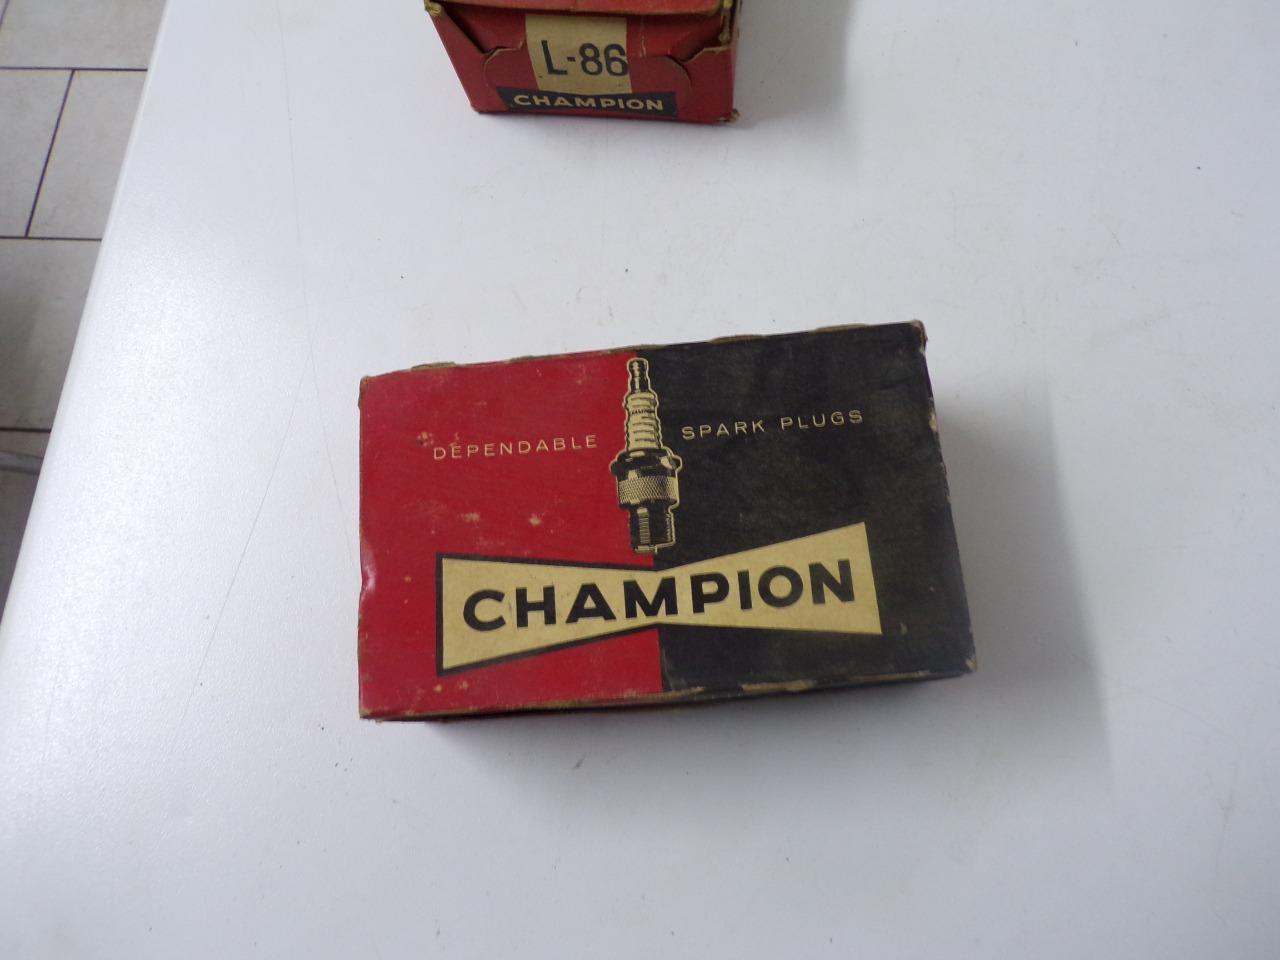 L-86
CHAMPION
DEPENDABLE SPARK PLUGS
CHAMPION